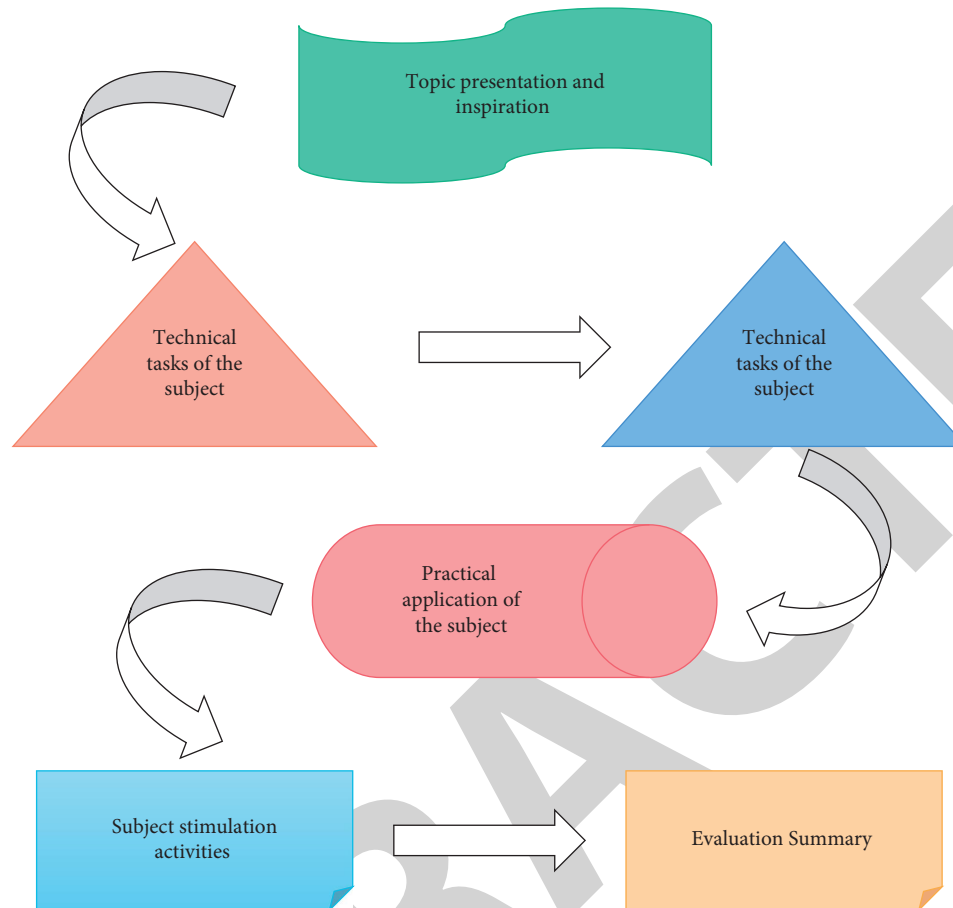 Topic presentation and
inspiration
Technical
tasks of the
subject
Technical
tasks of the
subject
Practical
application of
the subject
Subject stimulation
activities
Evaluation Summary